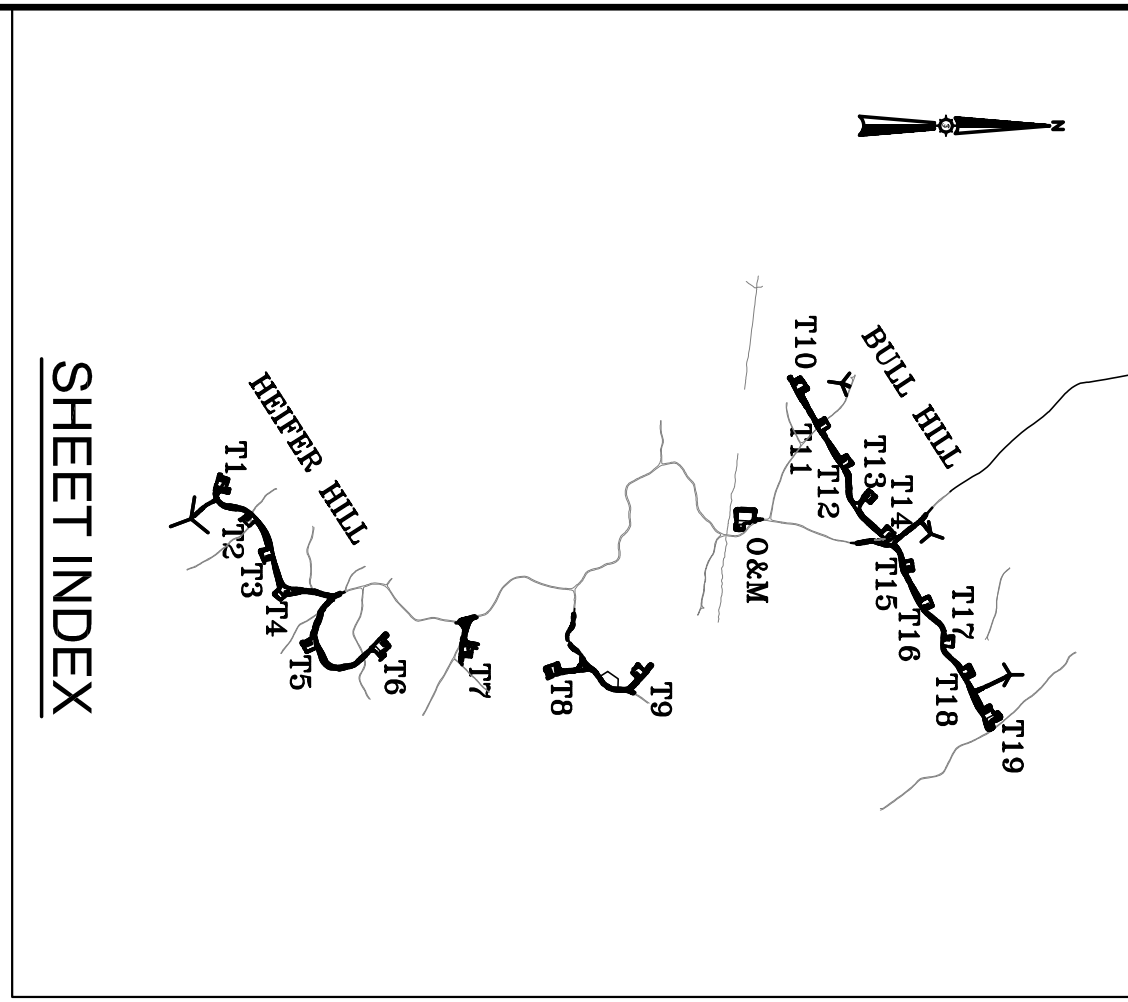 N
BULL HILL
T10
T11
T12
T13
T14
T15
T16
T17
T18
T19
O&M
T9
T8
T7
T6
T5
T4
T3
T2
T1
HEIFER HILL
SHEET INDEX